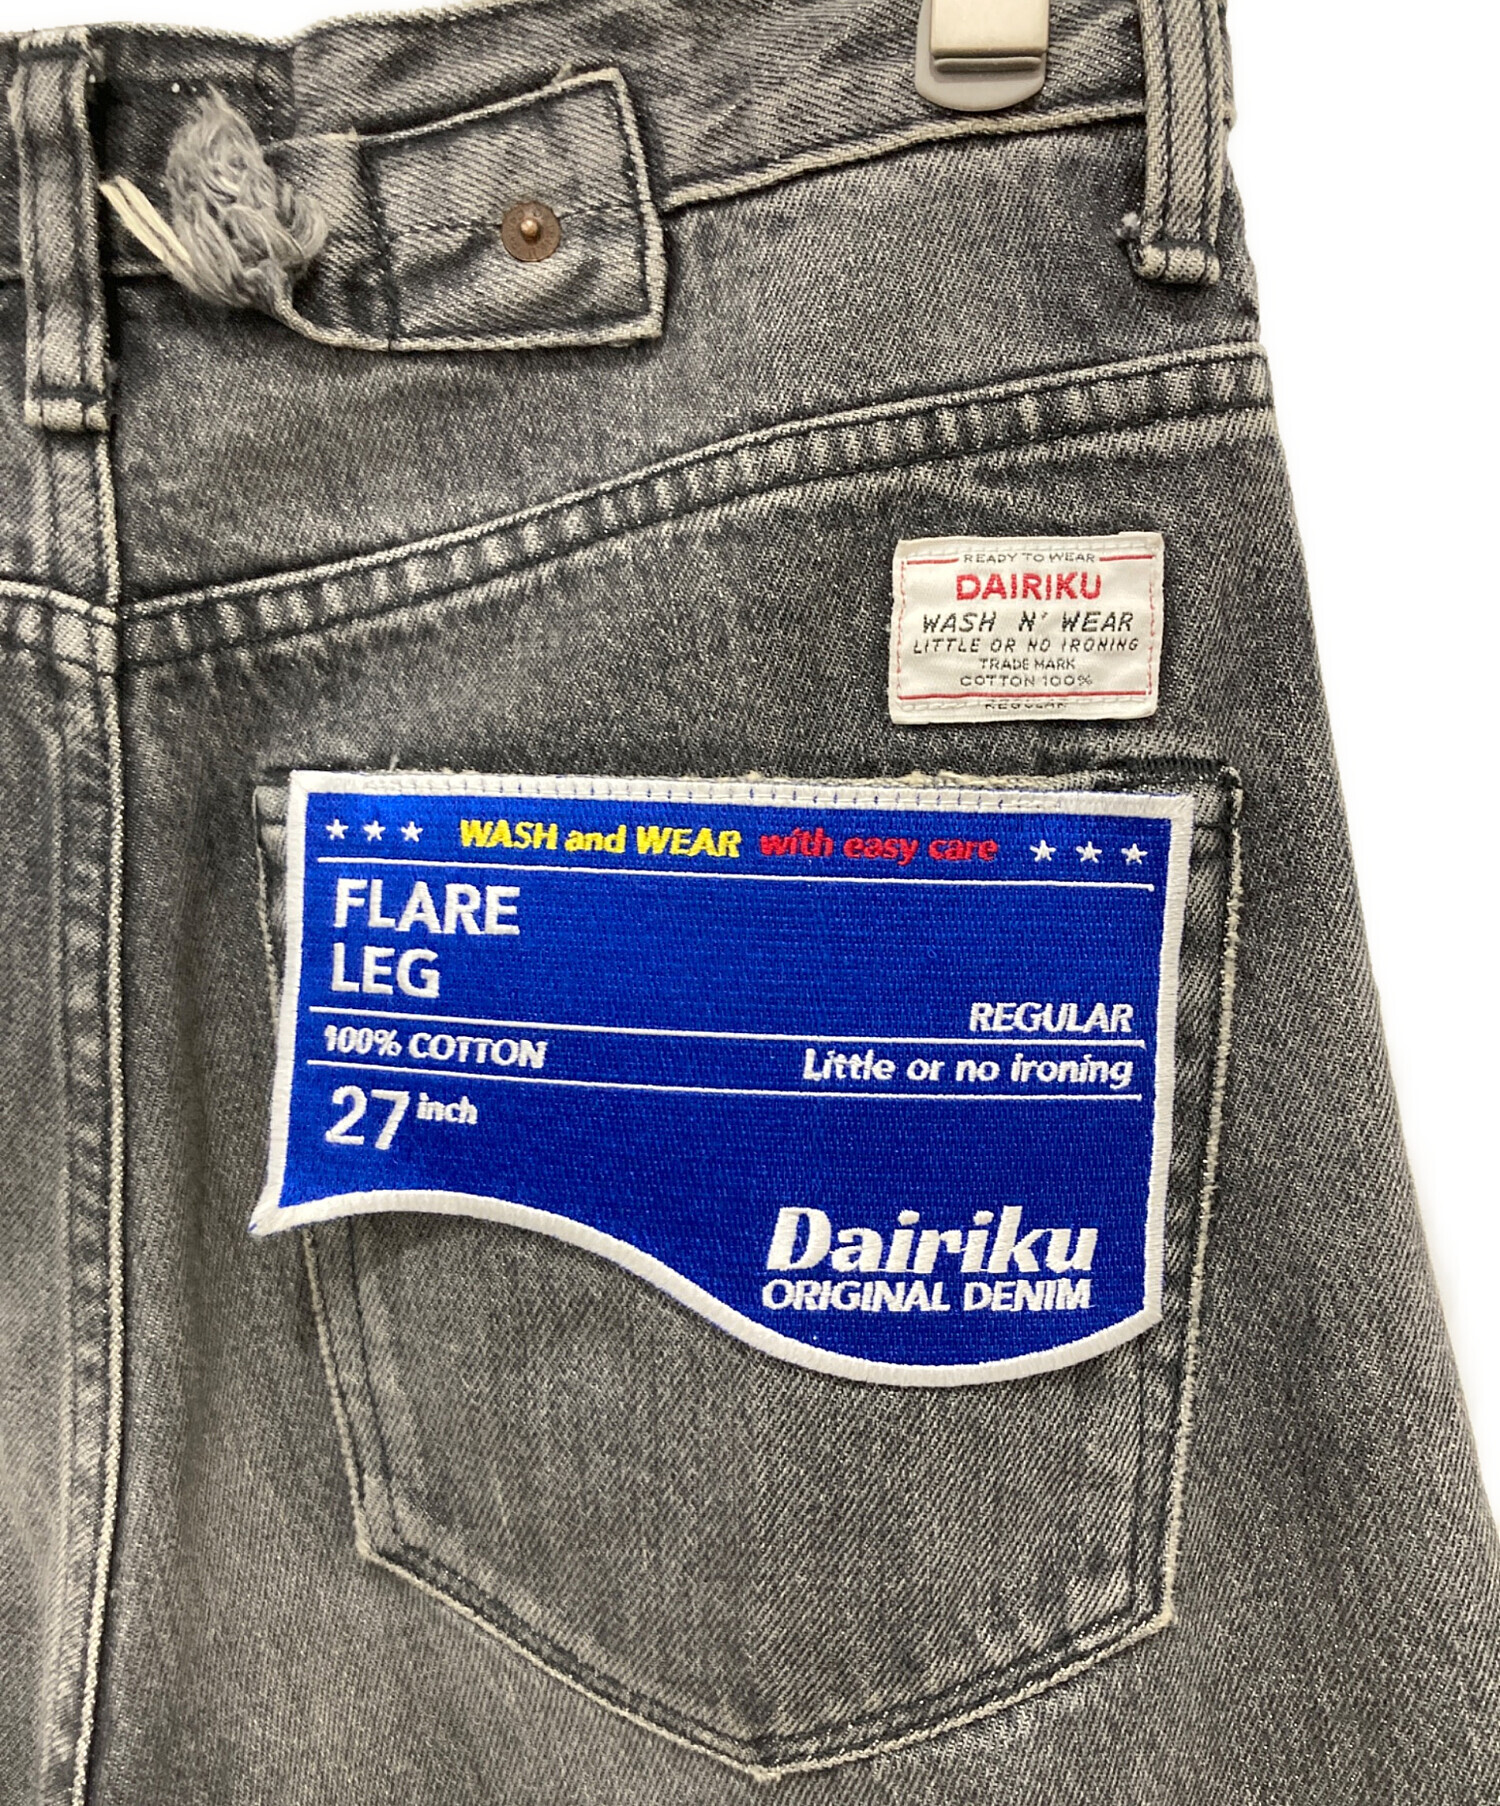 READY TO WEAR
DAIRIKU
WASH N' WEAR
LITTLE OR NO IRONING
TRADE MARK
COTTON 100%
REGULAR
WASH and WEAR with easy care
FLARE
LEG
REGULAR
100% COTTON
Little or no ironing
27 inch
Dairiku
ORIGINAL DENIM